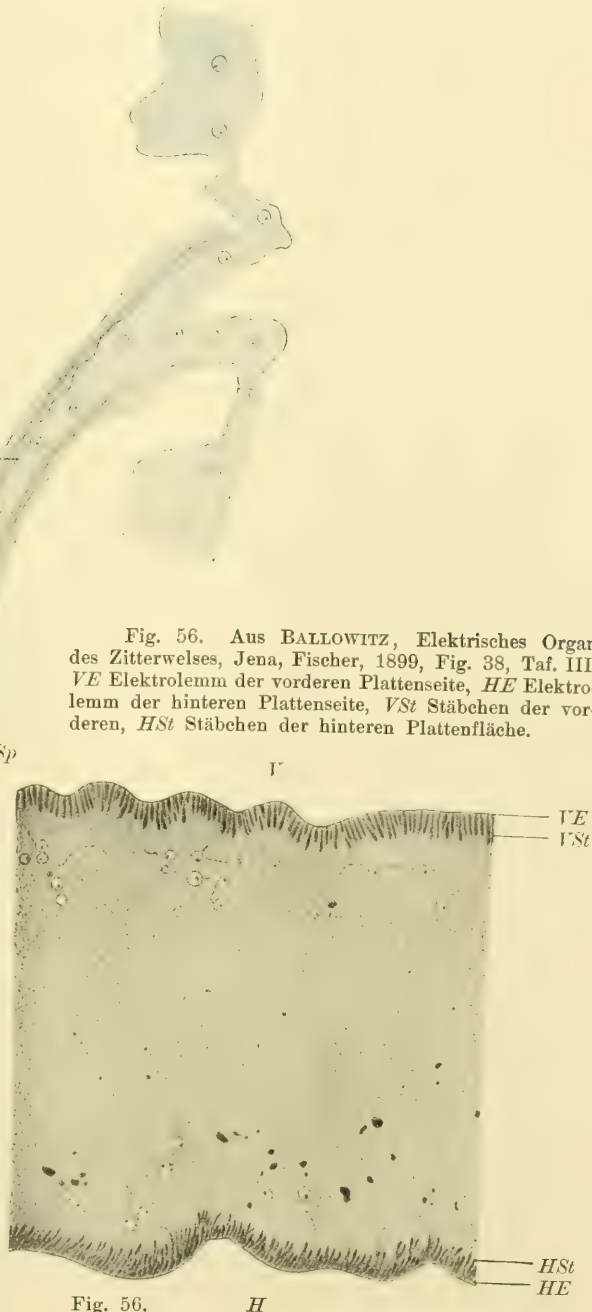 Fig. 56. Aus BALLOWITZ, Elektrisches Organ
des Zitterwelses, Jena, Fischer, 1899, Fig. 38, Taf. III
VE Elektrolemm der vorderen Plattenseite, HE Elektro-
lemm der hinteren Plattenseite, VSt Stäbchen der vor-
deren, HSt Stäbchen der hinteren Plattenfläche.
Sp
V
VE
VSt
HSt
HE
Fig. 56. H